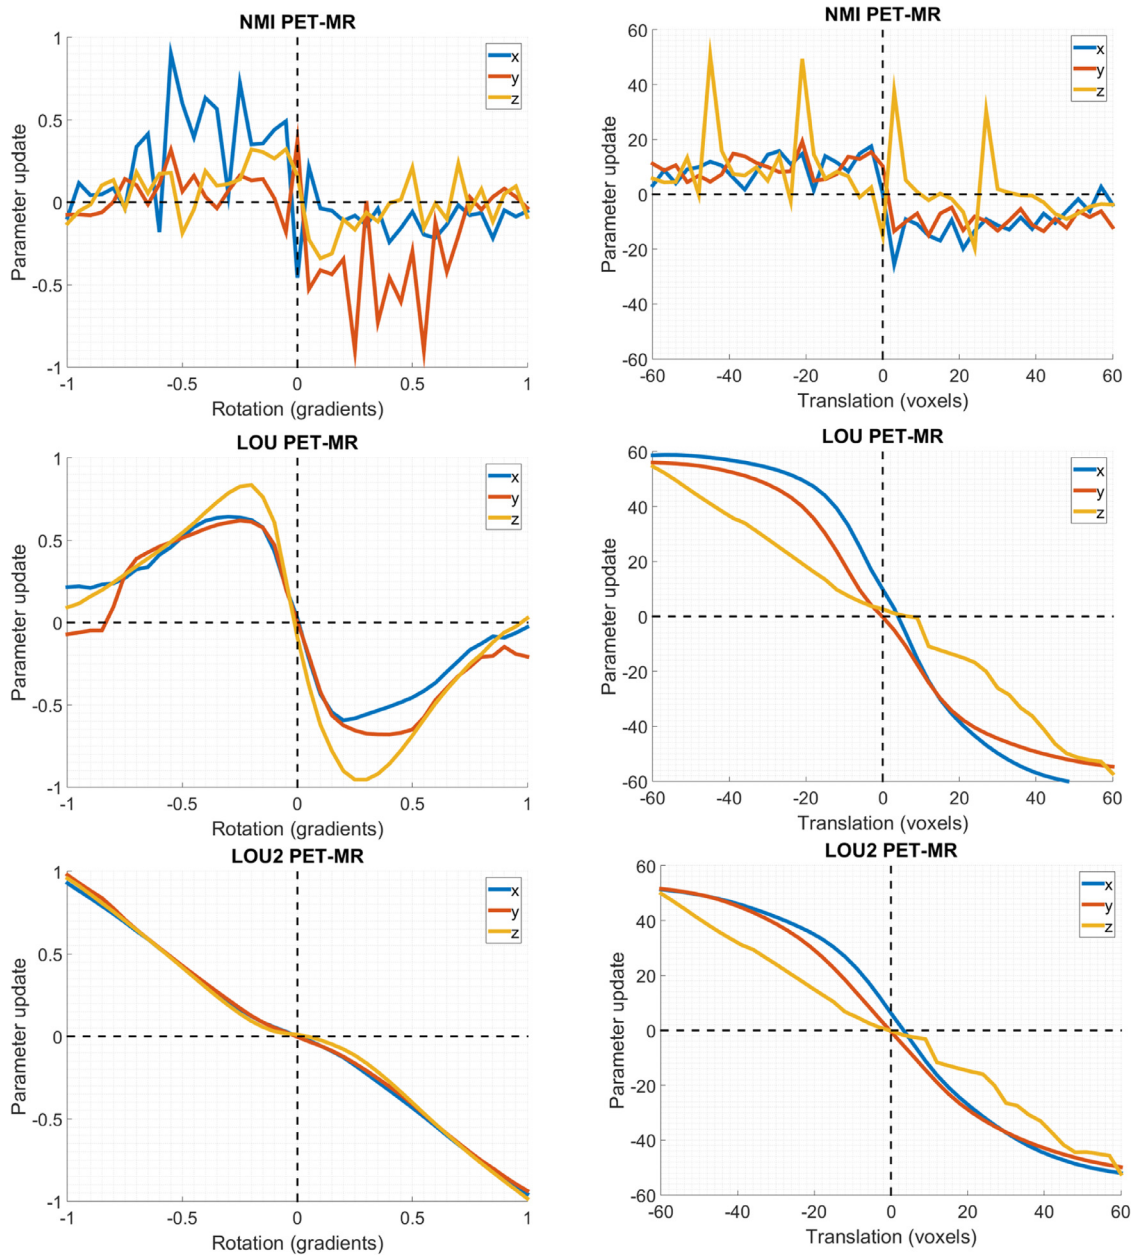 NMI PET-MR
1
0.5
0
-0.5
-1
Parameter update
x
y
z
-1
-0.5
0
0.5
1
Rotation (gradients)
NMI PET-MR
60
40
20
0
-20
-40
-60
Parameter update
x
y
z
-60
-40
-20
0
20
40
60
Translation (voxels)
LOU PET-MR
1
0.5
0
-0.5
-1
Parameter update
x
y
z
-1
-0.5
0
0.5
1
Rotation (gradients)
LOU PET-MR
60
40
20
0
-20
-40
-60
Parameter update
x
y
z
-60
-40
-20
0
20
40
60
Translation (voxels)
LOU2 PET-MR
1
0.5
0
-0.5
-1
Parameter update
x
y
z
-1
-0.5
0
0.5
1
Rotation (gradients)
LOU2 PET-MR
60
40
20
0
-20
-40
-60
Parameter update
x
y
z
-60
-40
-20
0
20
40
60
Translation (voxels)